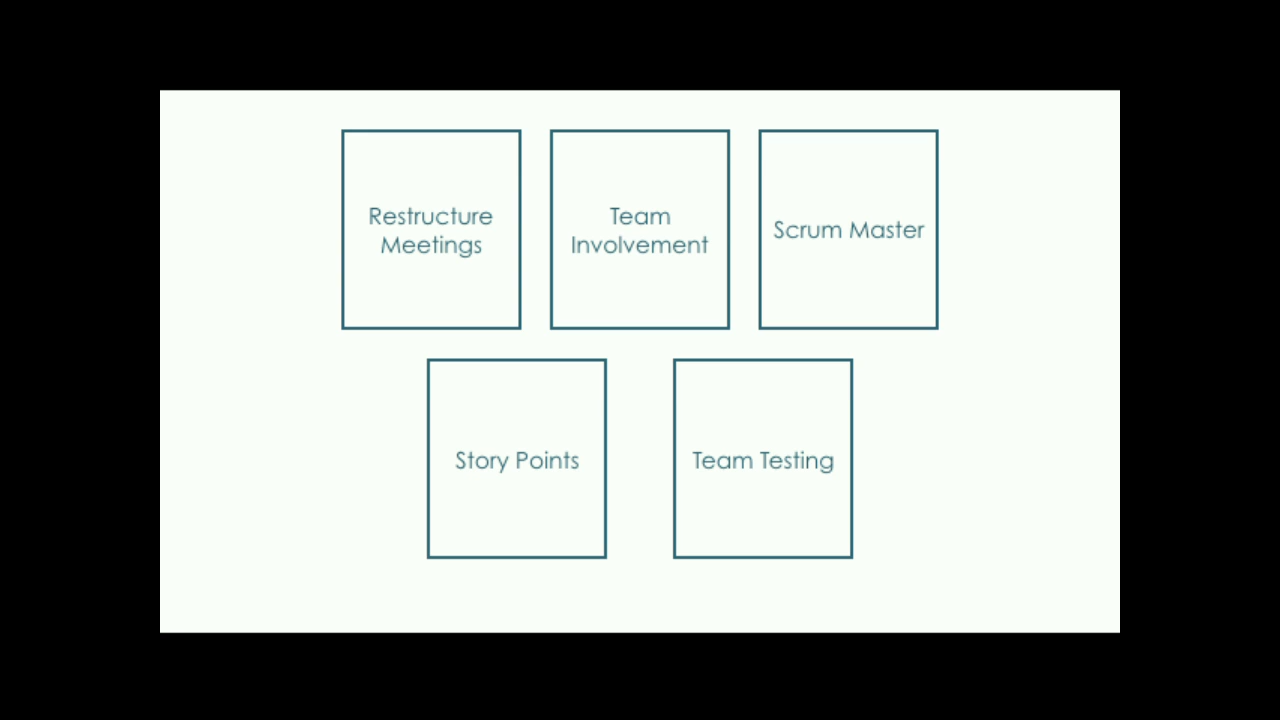 Restructure
Meetings
Team
Involvement
Scrum Master
Story Points
Team Testing